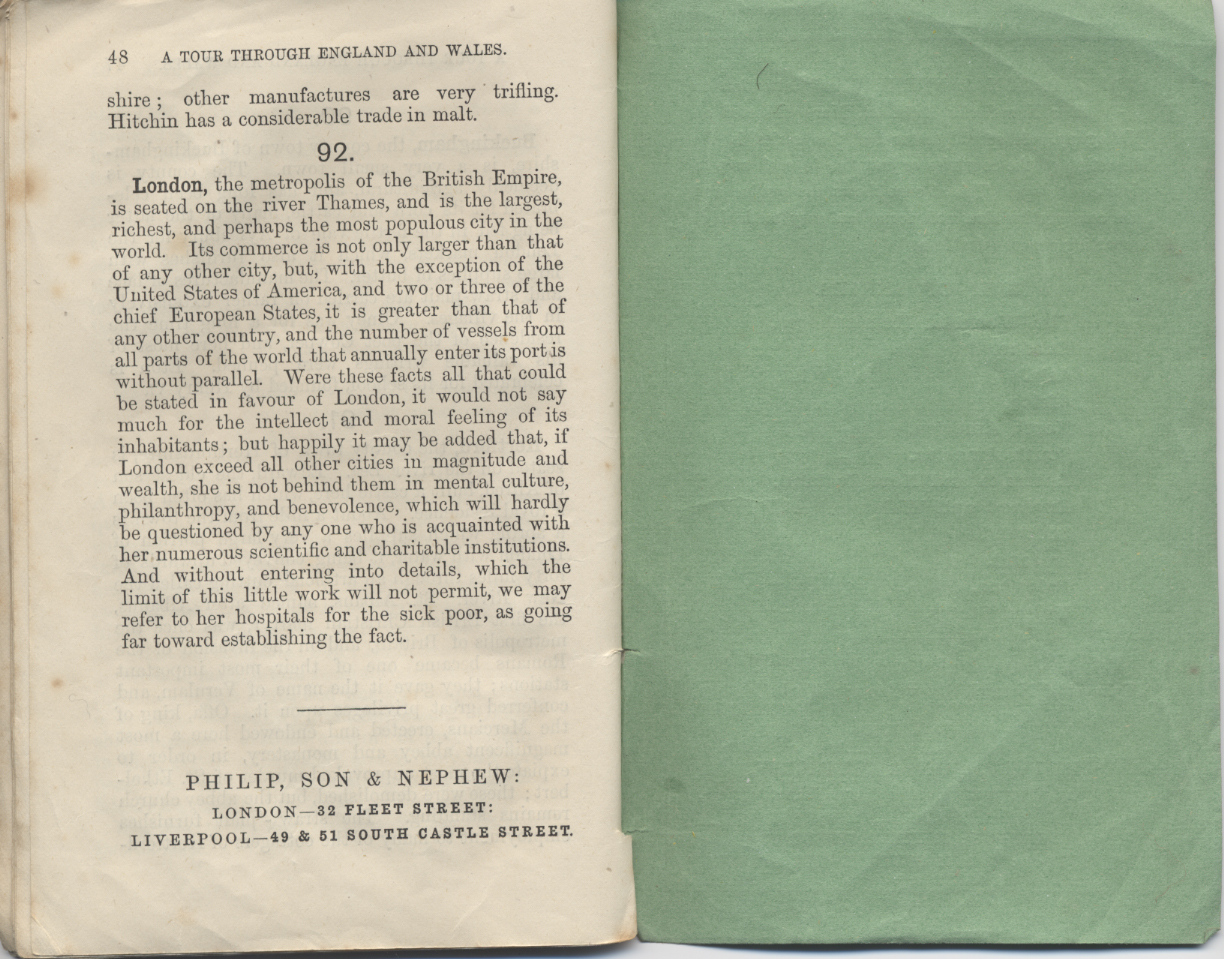 48 A TOUR THROUGH ENGLAND AND WALES.
shire; other manufactures are very trifling.
Hitchin has a considerable trade in malt.
92.
London, the metropolis of the British Empire,
is seated on the river Thames, and is the largest,
richest, and perhaps the most populous city in the
world. Its commerce is not only larger than that
of any other city, but, with the exception of the
United States of America, and two or three of the
chief European States, it is greater than that of
any other country, and the number of vessels from
all parts of the world that annually enter its port is
without parallel. Were these facts all that could
be stated in favour of London, it would not say
much for the intellect and moral feeling of its
inhabitants; but happily it may be added that, if
London exceed all other cities in magnitude and
wealth, she is not behind them in mental culture,
philanthropy, and benevolence, which will hardly
be questioned by any one who is acquainted with
her numerous scientific and charitable institutions.
And without entering into details, which the
limit of this little work will not permit, we may
refer to her hospitals for the sick poor, as going
far toward establishing the fact.
PHILIP, SON & NEPHEW:
LONDON—32 FLEET STREET:
LIVERPOOL—49 & 51 SOUTH CASTLE STREET.